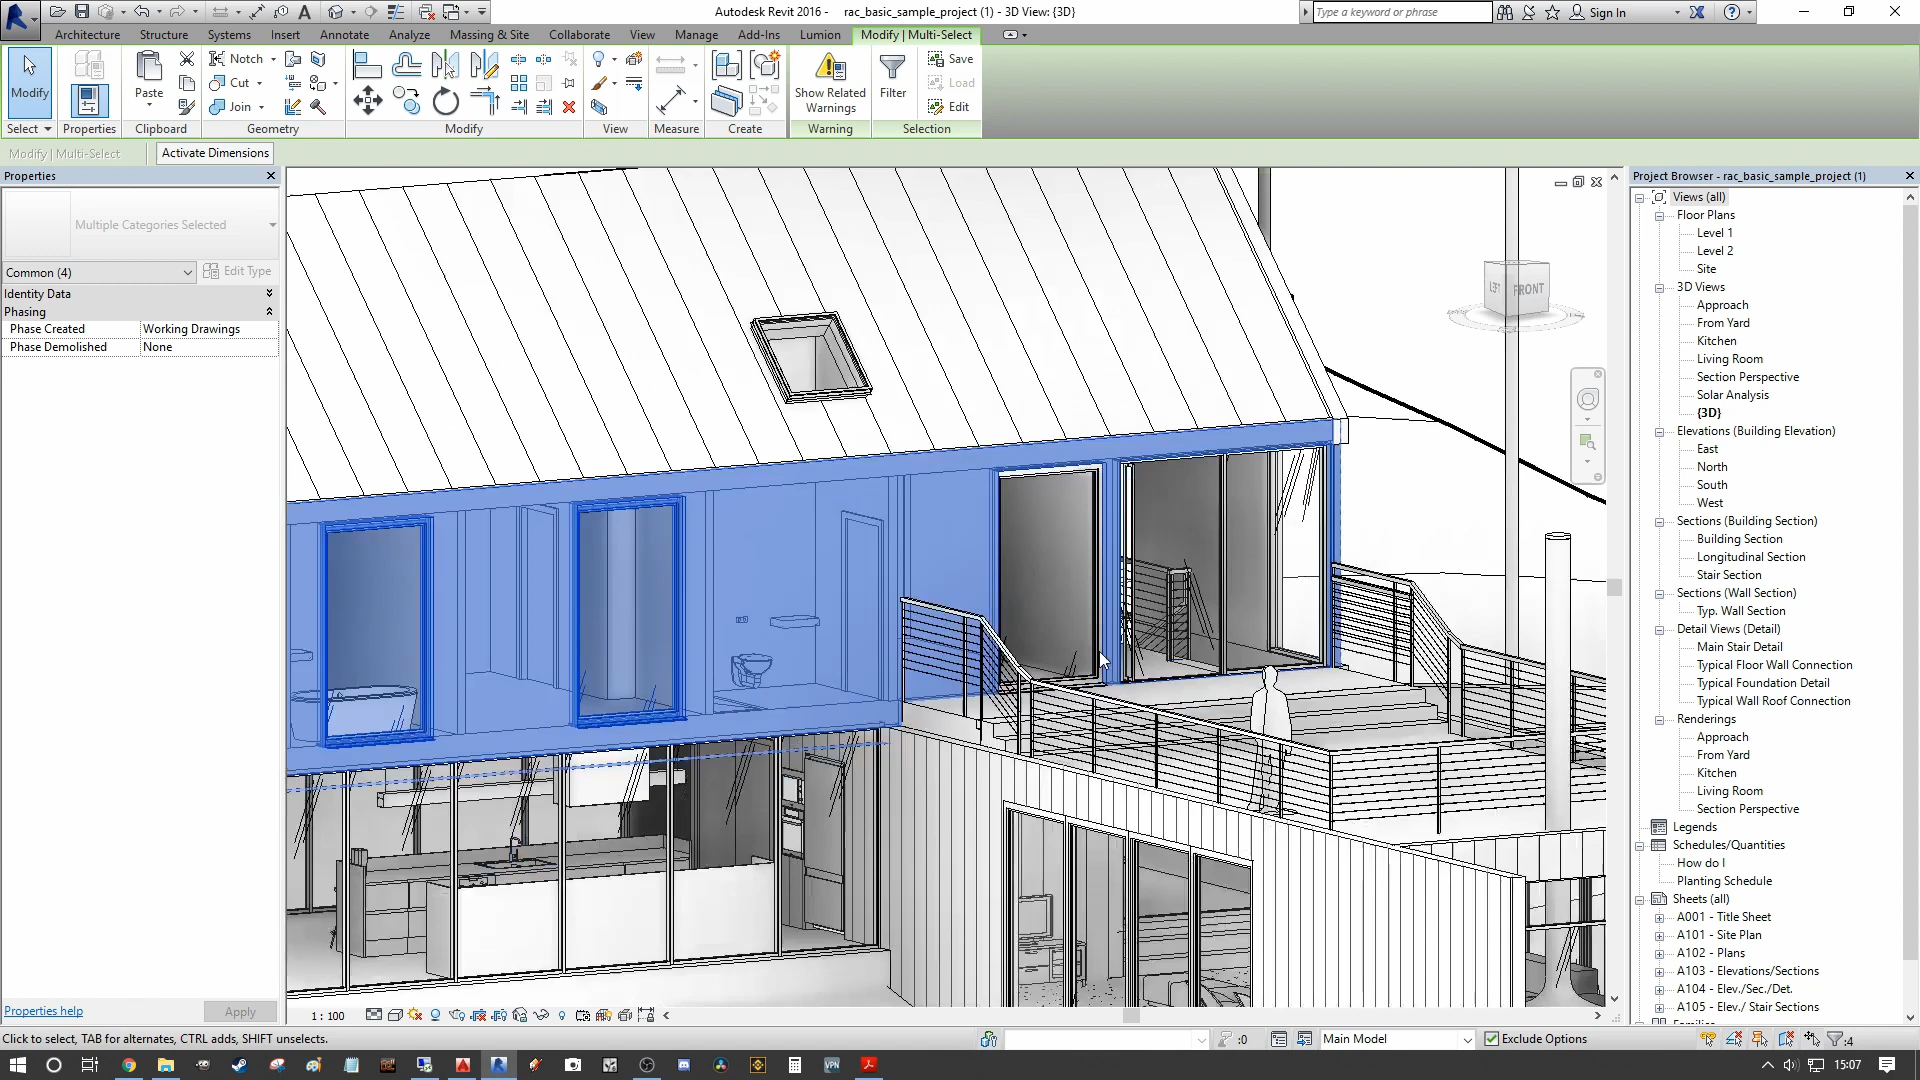 Autodesk Revit 2016 -     rac_basic_sample_project (1) - 3D View: {3D}
Type a keyword or phrase
Sign In
Architecture
Structure
Systems
Insert
Annotate
Analyze
Massing & Site
Collaborate
View
Manage
Add-Ins
Lumion
Modify | Multi-Select
Modify
Paste
Notch
Cut
Join
Show Related
Warnings
Filter
Save
Load
Edit
Select
Properties
Clipboard
Geometry
Modify
View
Measure
Create
Warning
Selection
Modify | Multi-Select
Activate Dimensions
Properties
Multiple Categories Selected
Common (4)
Edit Type
Identity Data
Phasing
Phase Created
Working Drawings
Phase Demolished
None
Properties help
Apply
LEFT
FRONT
Project Browser - rac_basic_sample_project (1)
Views (all)
Floor Plans
Level 1
Level 2
Site
3D Views
Approach
From Yard
Kitchen
Living Room
Section Perspective
Solar Analysis
{3D}
Elevations (Building Elevation)
East
North
South
West
Sections (Building Section)
Building Section
Longitudinal Section
Stair Section
Sections (Wall Section)
Typ. Wall Section
Detail Views (Detail)
Main Stair Detail
Typical Floor Wall Connection
Typical Foundation Detail
Typical Wall Roof Connection
Renderings
Approach
From Yard
Kitchen
Living Room
Section Perspective
Legends
Schedules/Quantities
How do I
Planting Schedule
Sheets (all)
A001 - Title Sheet
A101 - Site Plan
A102 - Plans
A103 - Elevations/Sections
A104 - Elev./Sec./Det.
A105 - Elev./ Stair Sections
1 : 100
Click to select, TAB for alternates, CTRL adds, SHIFT unselects.
:0
Main Model
Exclude Options
:4
VPN
15:07